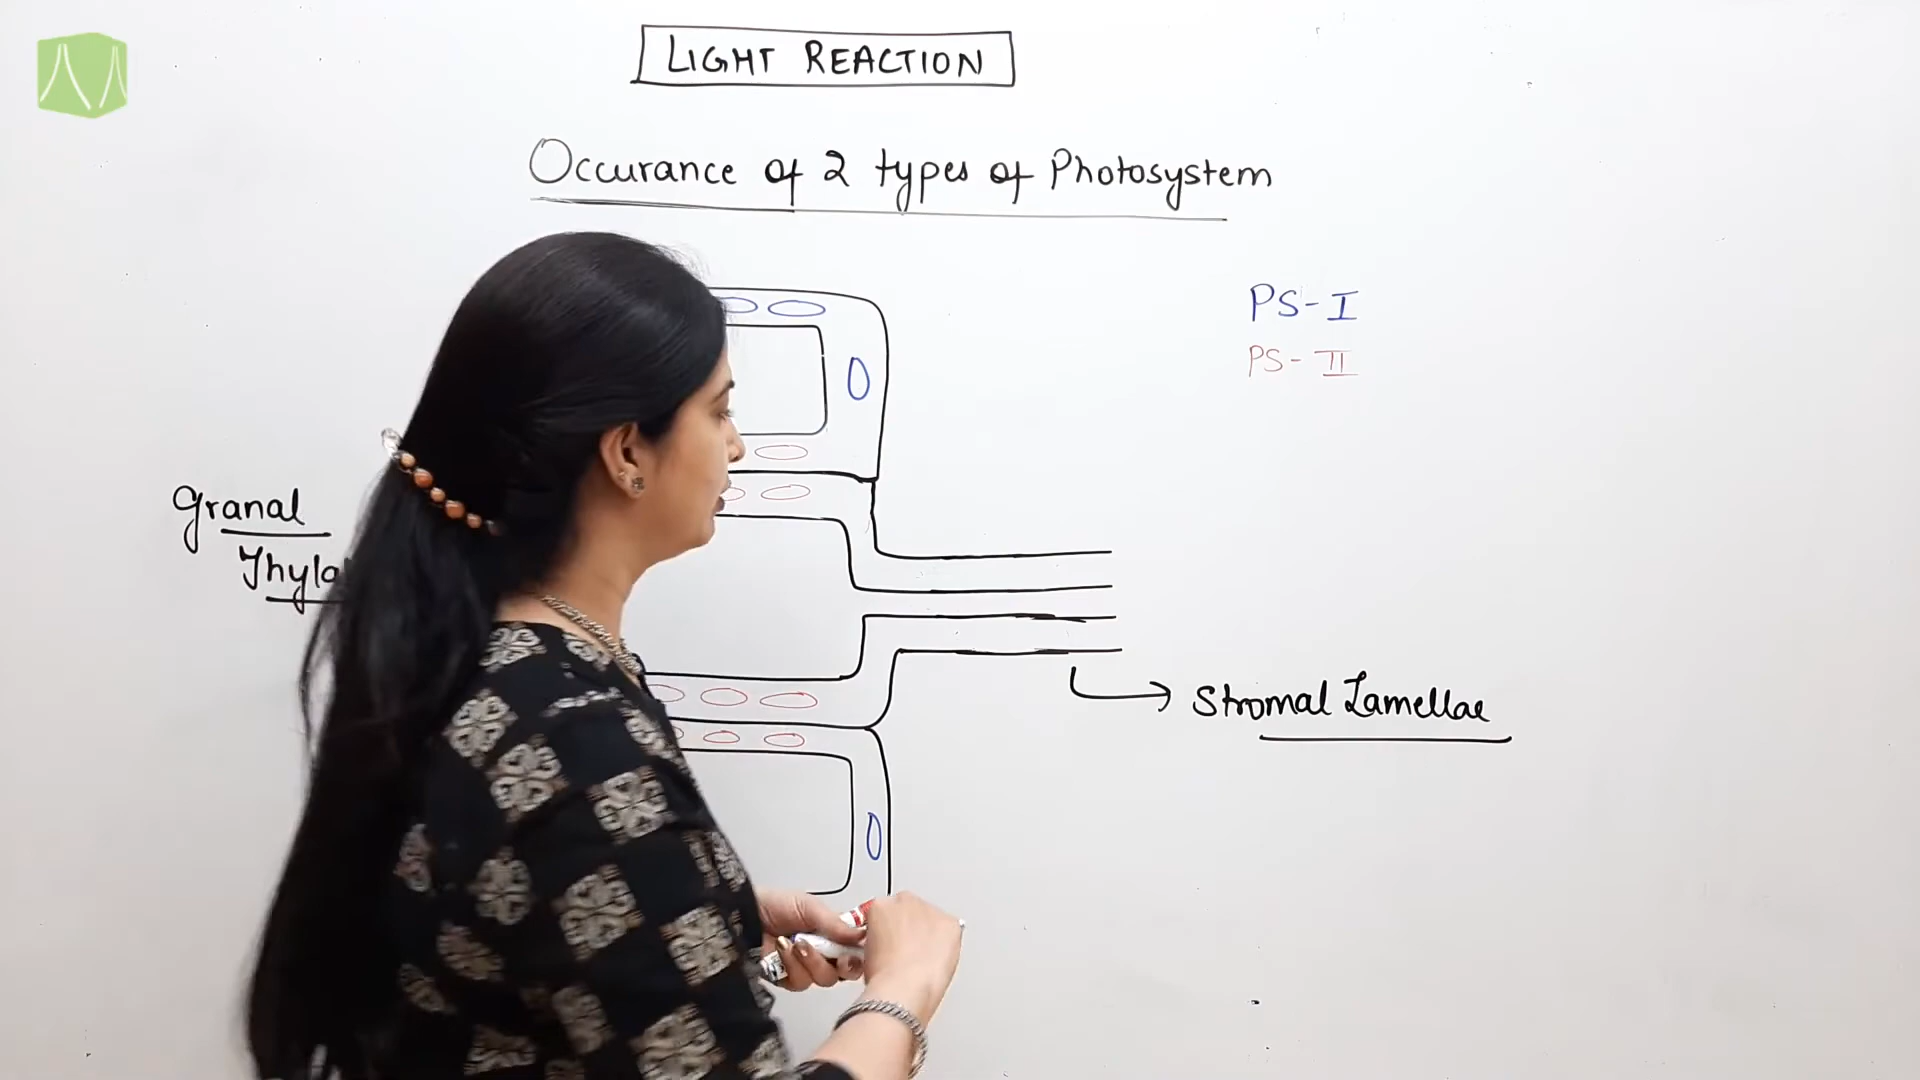 LIGHT REACTION
Occurance of 2 types of Photosystem
PS-I
PS-II
Granal
Stromal Lamellae